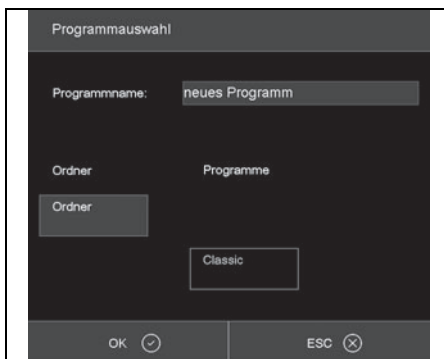 Programmauswahl
Programmname: neues Programm
Ordner Programme
Ordner
Classic
OK ESC